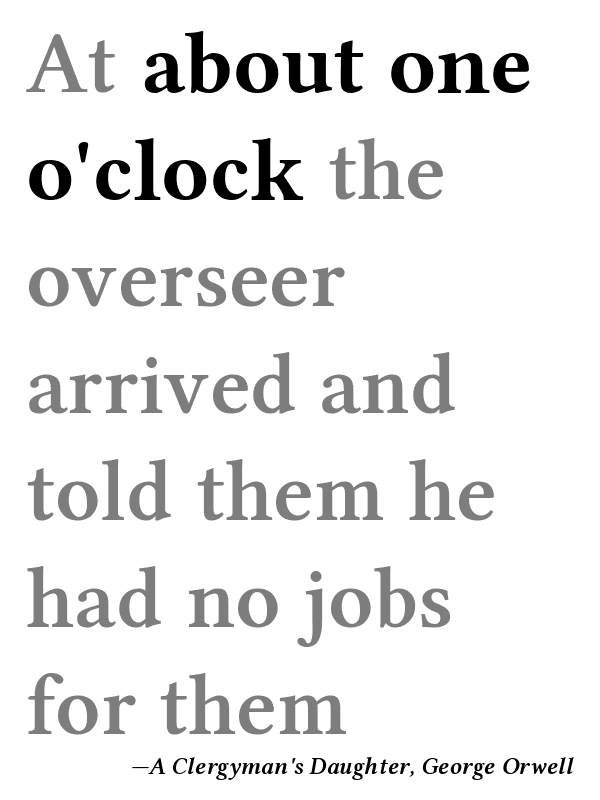 At about one
o'clock the
overseer
arrived and
told them he
had no jobs
for them
—A Clergyman's Daughter, George Orwell